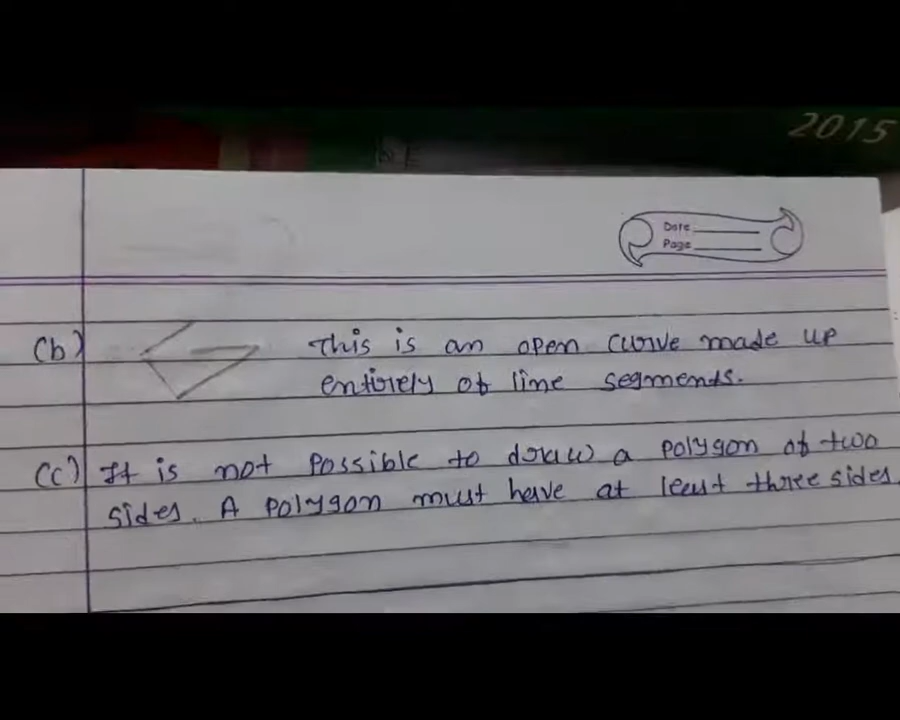 2015
Date
Page
(b) This is an open curve made up
entirely of line segments.
(c) It is not possible to draw a polygon of two
sides. A polygon must have at least three sides